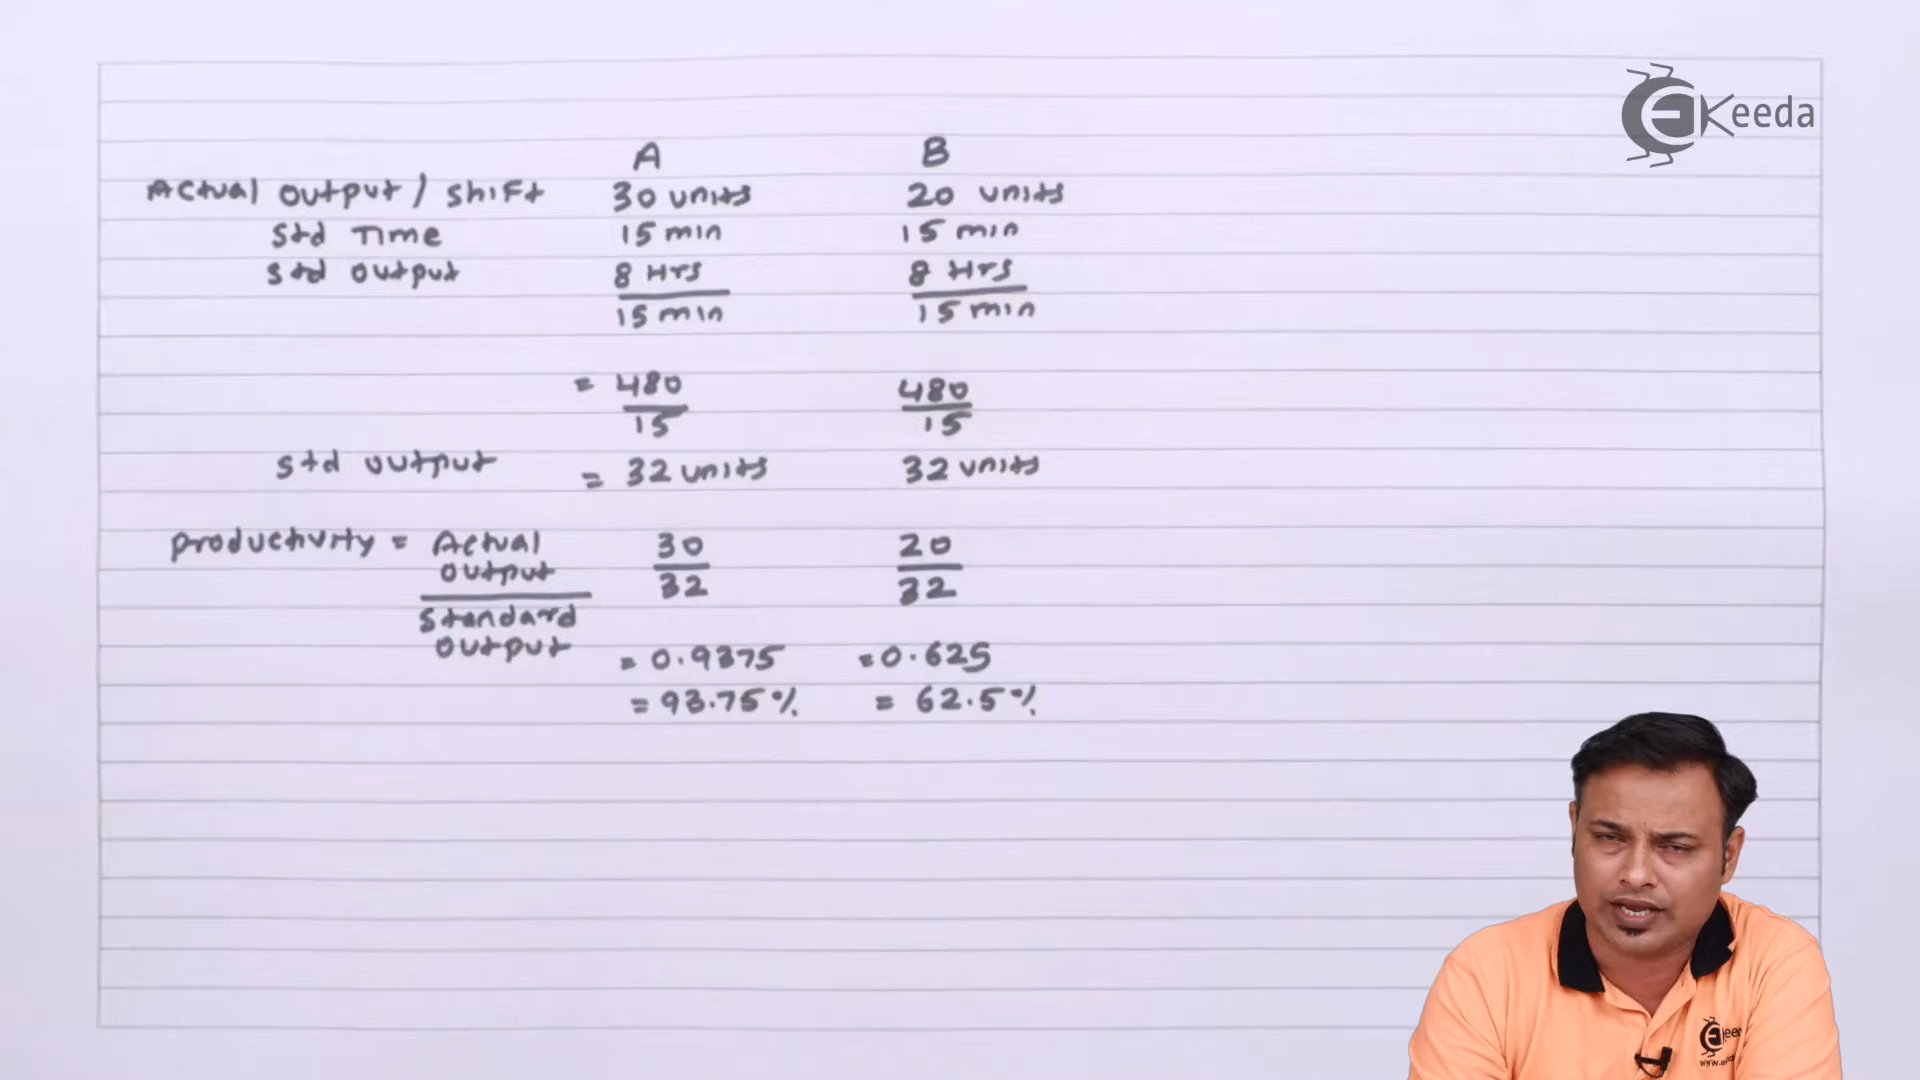 EKeeda
A B
Actual output / shift 30 units 20 units
Std Time 15 min 15 min
Std output 8 Hrs 8 Hrs
15 min 15 min
= 480 480
15 15
Std output = 32 units 32 units
Productivity = Actual 30 20
output
32 32
Standard
output
= 0.9375 = 0.625
= 93.75% = 62.5%